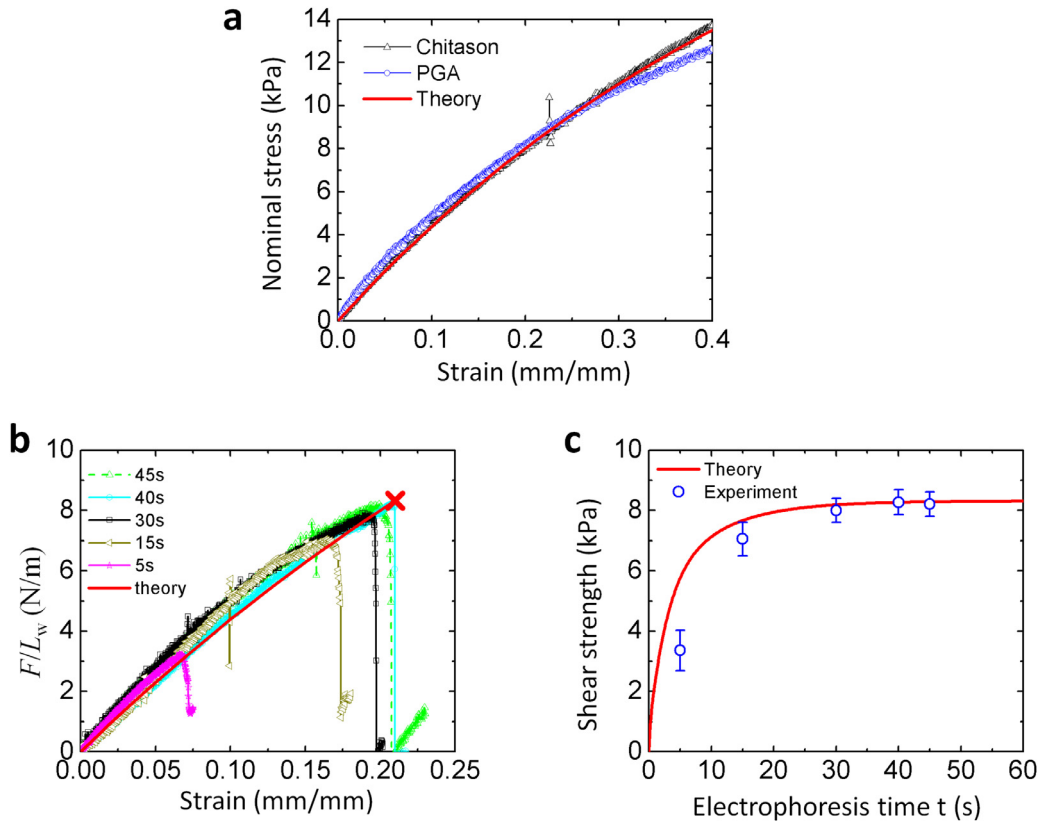 a
Nominal stress (kPa)
14
12
10
8
6
4
2
0
Chitason
PGA
Theory
0.0 0.1 0.2 0.3 0.4
Strain (mm/mm)
b
F/Lw (N/m)
10
8
6
4
2
0
45s
40s
30s
15s
5s
theory
0.00 0.05 0.10 0.15 0.20 0.25
Strain (mm/mm)
c
Shear strength (kPa)
10
8
6
4
2
0
Theory
Experiment
0 10 20 30 40 50 60
Electrophoresis time t (s)